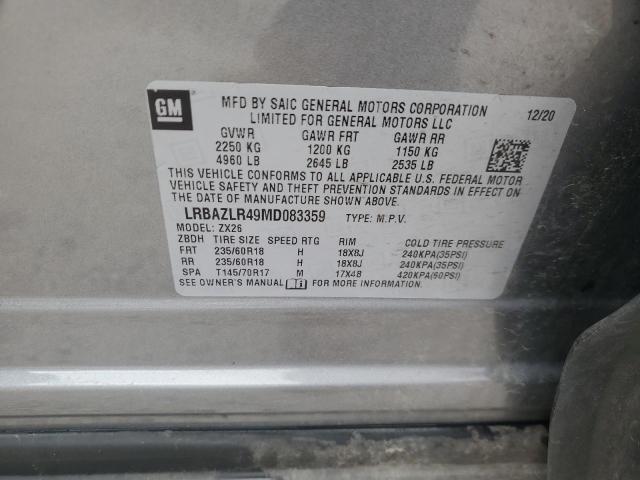 GM
MFD BY SAIC GENERAL MOTORS CORPORATION 12/20
LIMITED FOR GENERAL MOTORS LLC
GVWR GAWR FRT GAWR RR
2250 KG 1200 KG 1150 KG
4960 LB 2645 LB 2535 LB
THIS VEHICLE CONFORMS TO ALL APPLICABLE U.S. FEDERAL MOTOR
VEHICLE SAFETY AND THEFT PREVENTION STANDARDS IN EFFECT ON
THE DATE OF MANUFACTURE SHOWN ABOVE.
LRBAZLR49MD083359 TYPE: M.P.V.
MODEL: ZX26
ZBDH TIRE SIZE SPEED RTG RIM COLD TIRE PRESSURE
FRT 235/60R18 H 18X8J 240KPA(35PSI)
RR 235/60R18 H 18X8J 240KPA(35PSI)
SPA T145/70R17 M 17X4B 420KPA(60PSI)
SEE OWNER'S MANUAL FOR MORE INFORMATION.